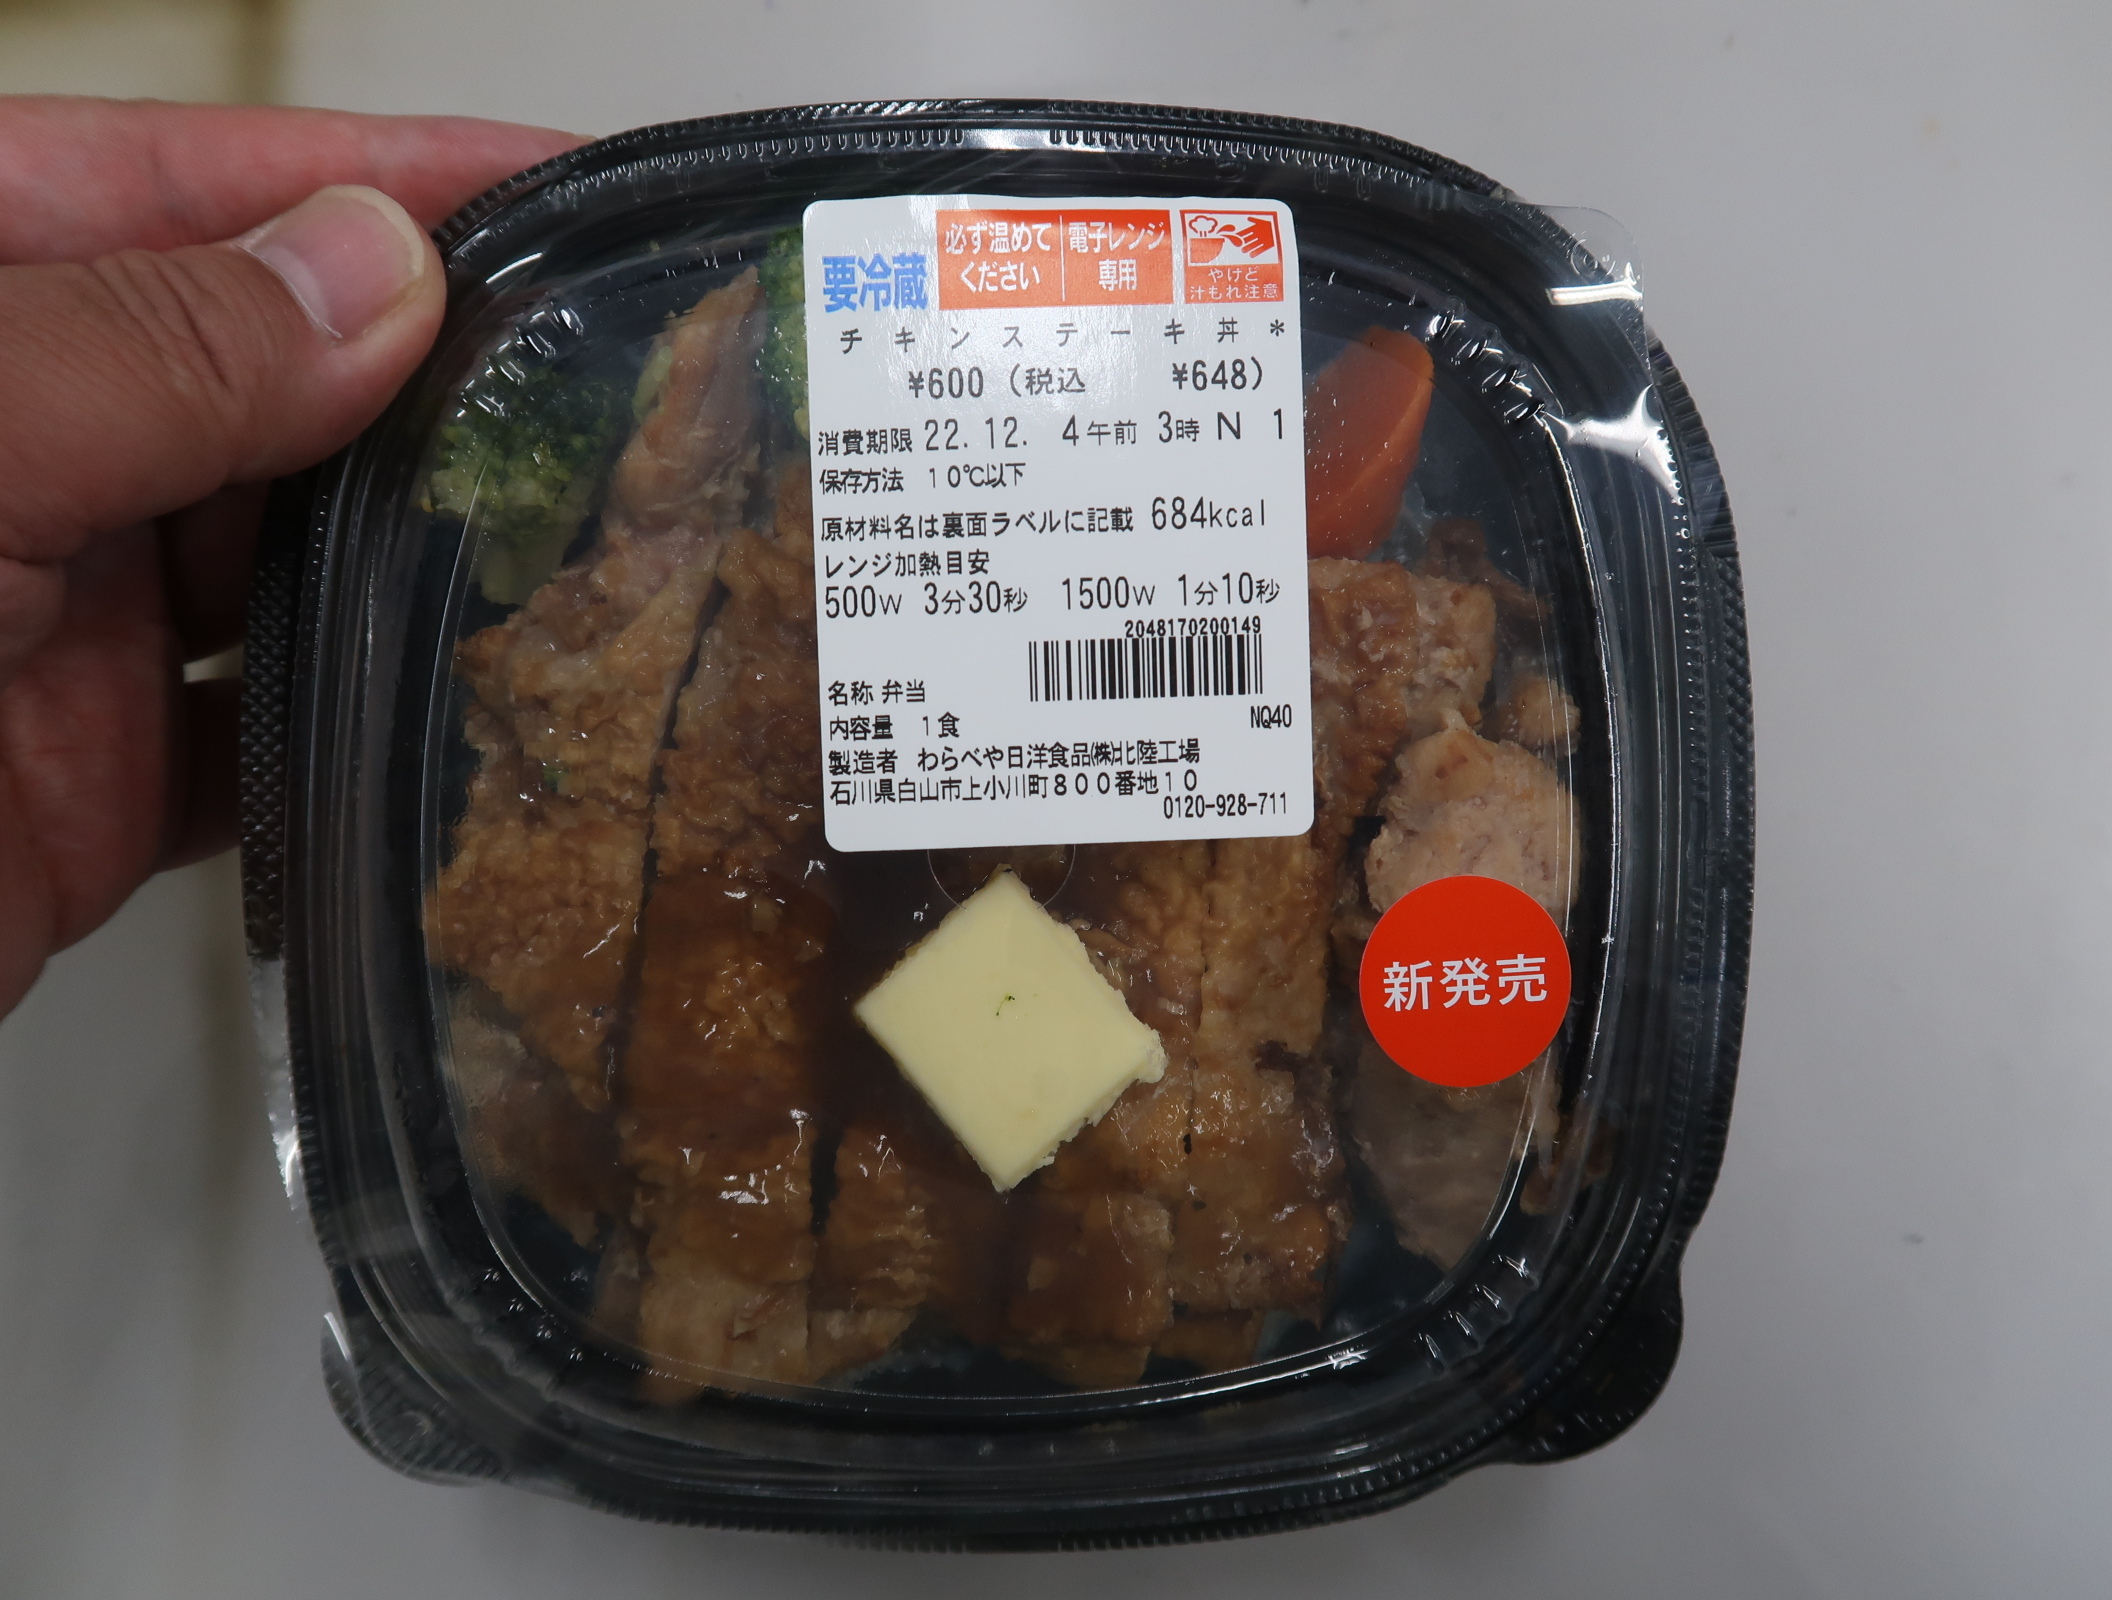 要冷蔵
必ず温めて
ください
電子レンジ
専用
やけど
汁もれ注意
チキンステーキ丼*
¥600 (税込 ¥648)
消費期限 22.12. 4午前 3時 N 1
保存方法 10℃以下
原材料名は裏面ラベルに記載 684kcal
レンジ加熱目安
500W 3分30秒 1500W 1分10秒
2048170200149
名称 弁当
内容量 1食
NQ40
製造者 わらべや日洋食品㈱北陸工場
石川県白山市上小川町800番地10
0120-928-711
新発売